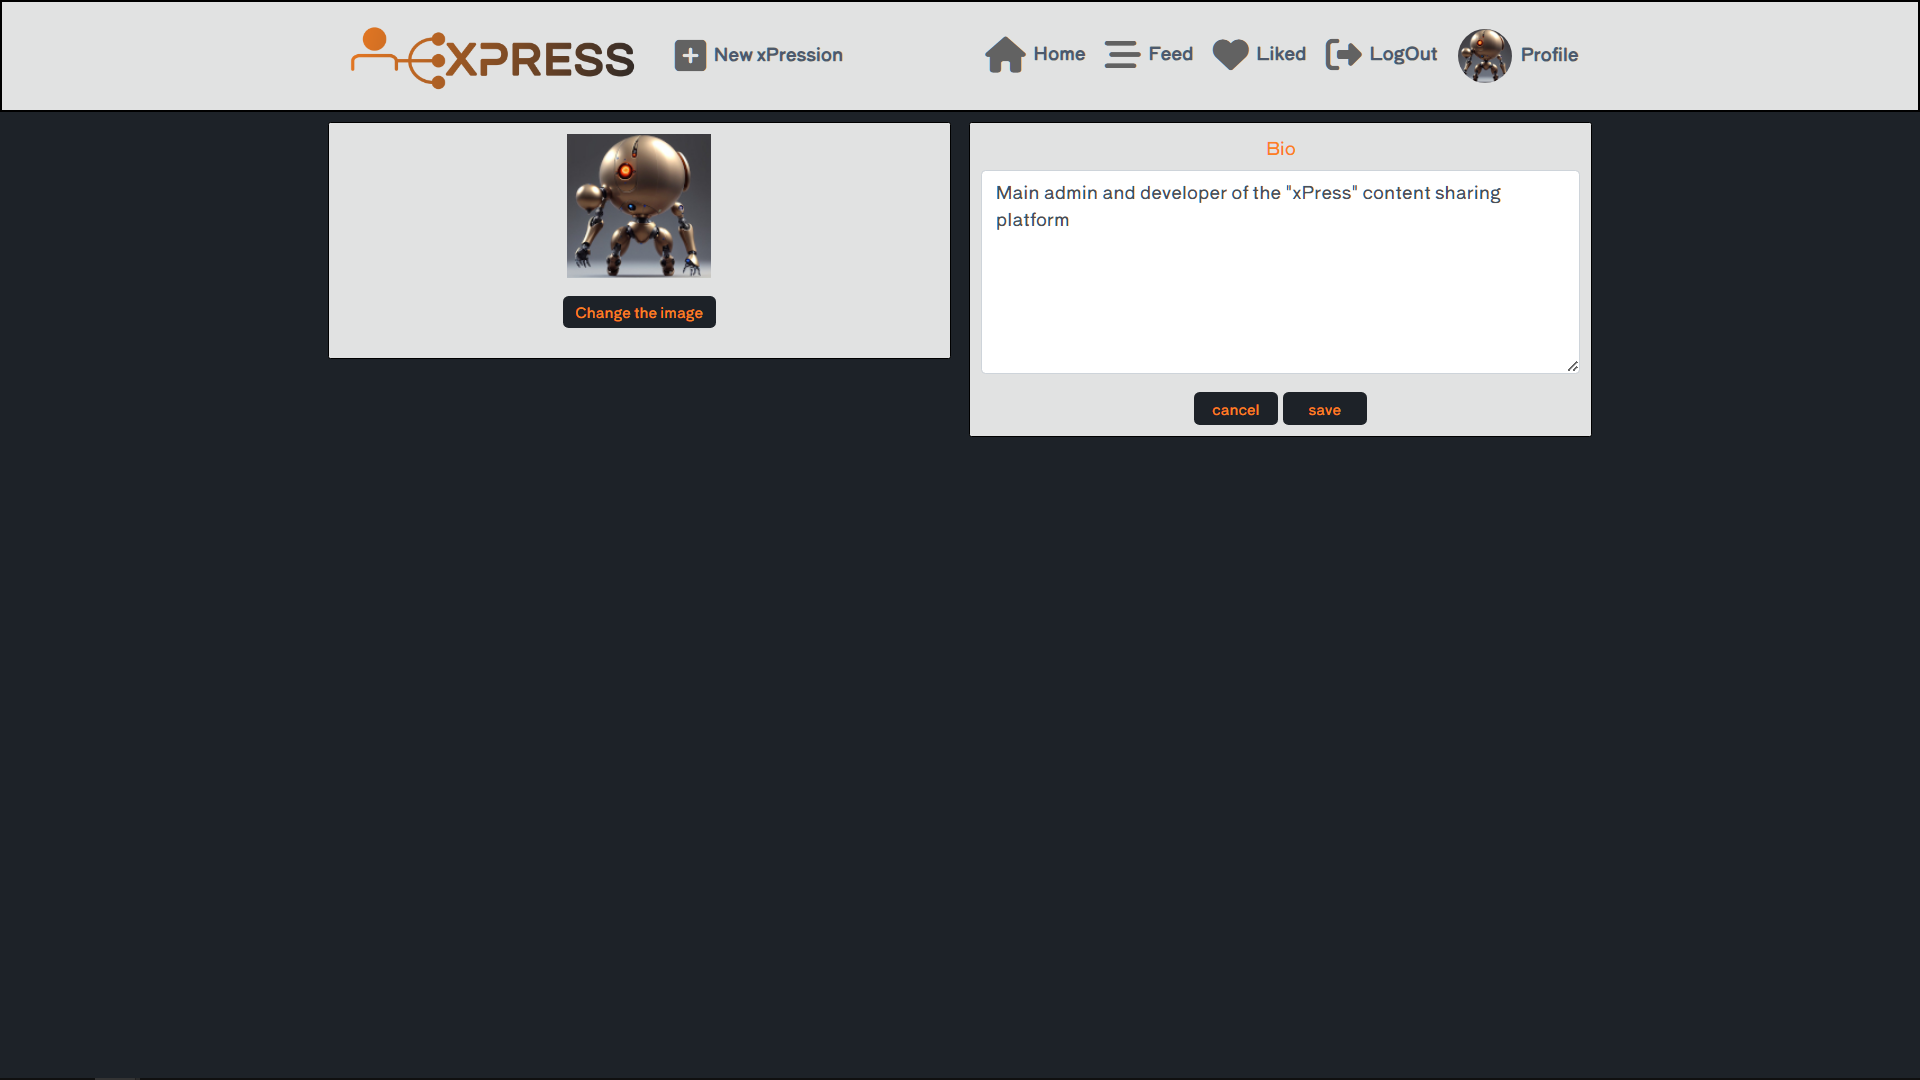 XPRESS
New xPression
Home
Feed
Liked
LogOut
Profile
Change the image
Bio
Main admin and developer of the "xPress" content sharing
platform
cancel
save